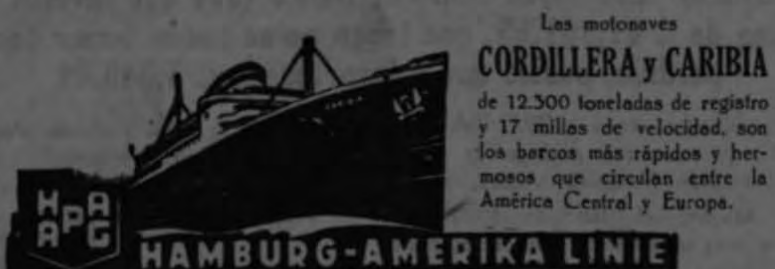 Las motonaves
CORDILLERA y CARIBIA
de 12.500 toneladas de registro
y 17 millas de velocidad, son
los barcos más rápidos y her-
mosos que circulan entre la
América Central y Europa.
HAPAG
HAMBURG-AMERIKA LINIE